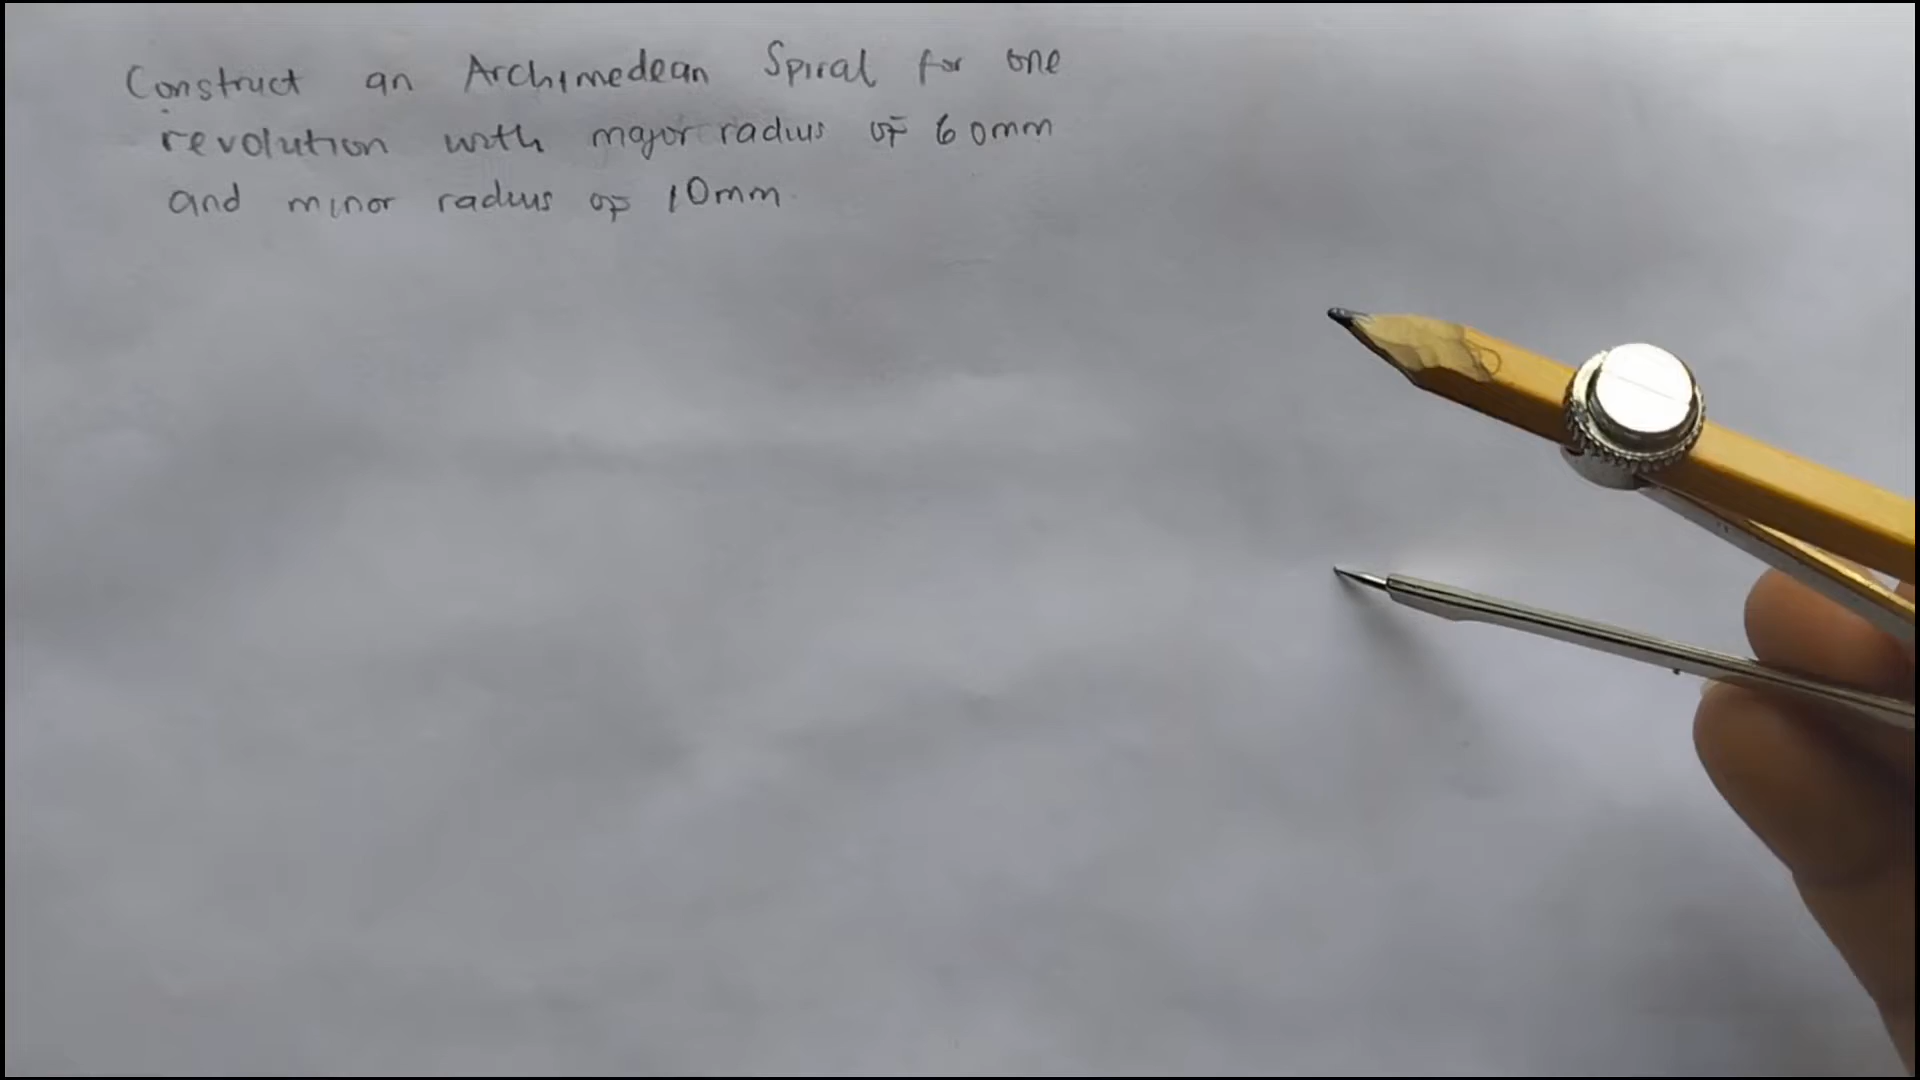 Construct an Archimedean Spiral for one
revolution with major radius of 60mm
and minor radius of 10mm